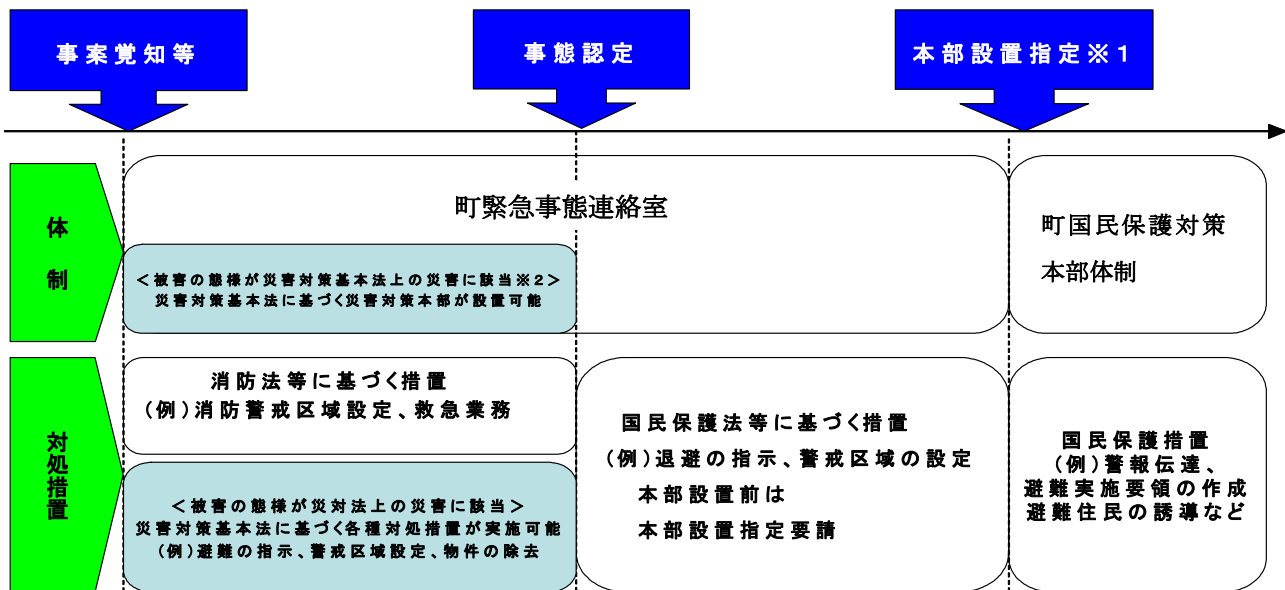 事案覚知等
事態認定
本部設置指定※1
体制
町緊急事態連絡室
<被害の態様が災害対策基本法上の災害に該当※2>
災害対策基本法に基づく災害対策本部が設置可能
町国民保護対策
本部体制
対処措置
消防法等に基づく措置
(例)消防警戒区域設定、救急業務
<被害の態様が災対法上の災害に該当>
災害対策基本法に基づく各種対処措置が実施可能
(例)避難の指示、警戒区域設定、物件の除去
国民保護法等に基づく措置
(例)退避の指示、警戒区域の設定
本部設置前は
本部設置指定要請
国民保護措置
(例)警報伝達、
避難実施要領の作成
避難住民の誘導など